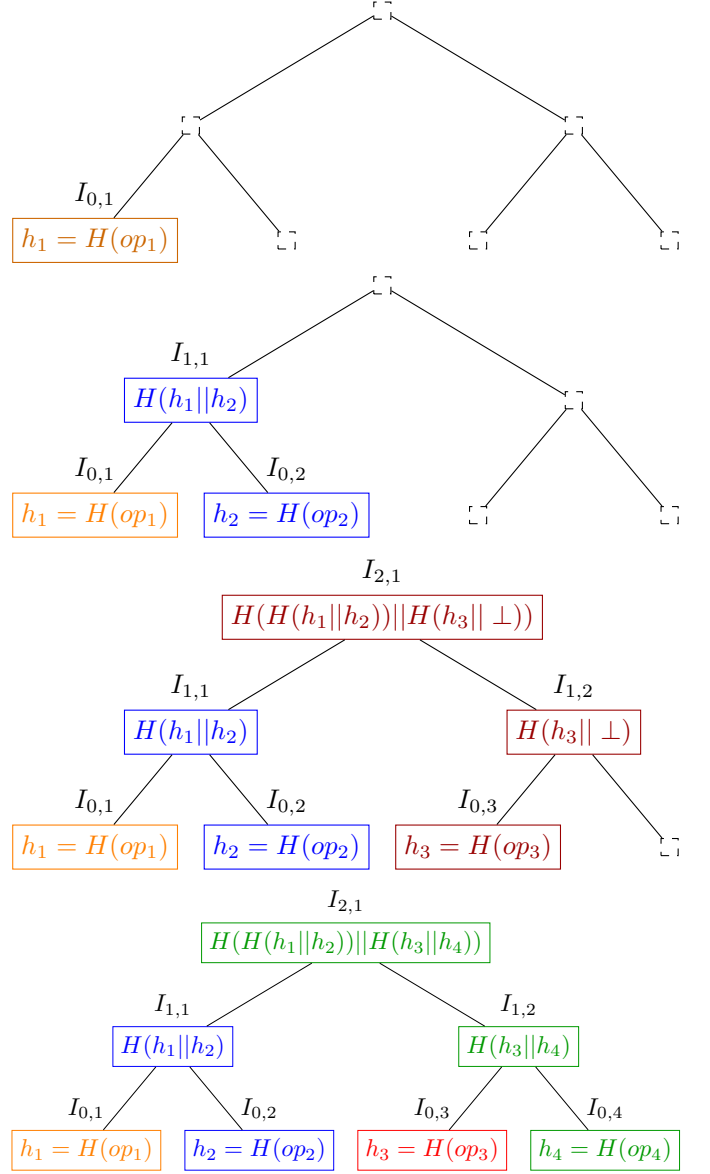 I_{0,1}
h_1 = H(op_1)
I_{1,1}
H(h_1||h_2)
I_{0,1} I_{0,2}
h_1 = H(op_1) h_2 = H(op_2)
I_{2,1}
H(H(h_1||h_2))||H(h_3|| ⊥))
I_{1,1} I_{1,2}
H(h_1||h_2) H(h_3|| ⊥)
I_{0,1} I_{0,2} I_{0,3}
h_1 = H(op_1) h_2 = H(op_2) h_3 = H(op_3)
I_{2,1}
H(H(h_1||h_2))||H(h_3||h_4))
I_{1,1} I_{1,2}
H(h_1||h_2) H(h_3||h_4)
I_{0,1} I_{0,2} I_{0,3} I_{0,4}
h_1 = H(op_1) h_2 = H(op_2) h_3 = H(op_3) h_4 = H(op_4)